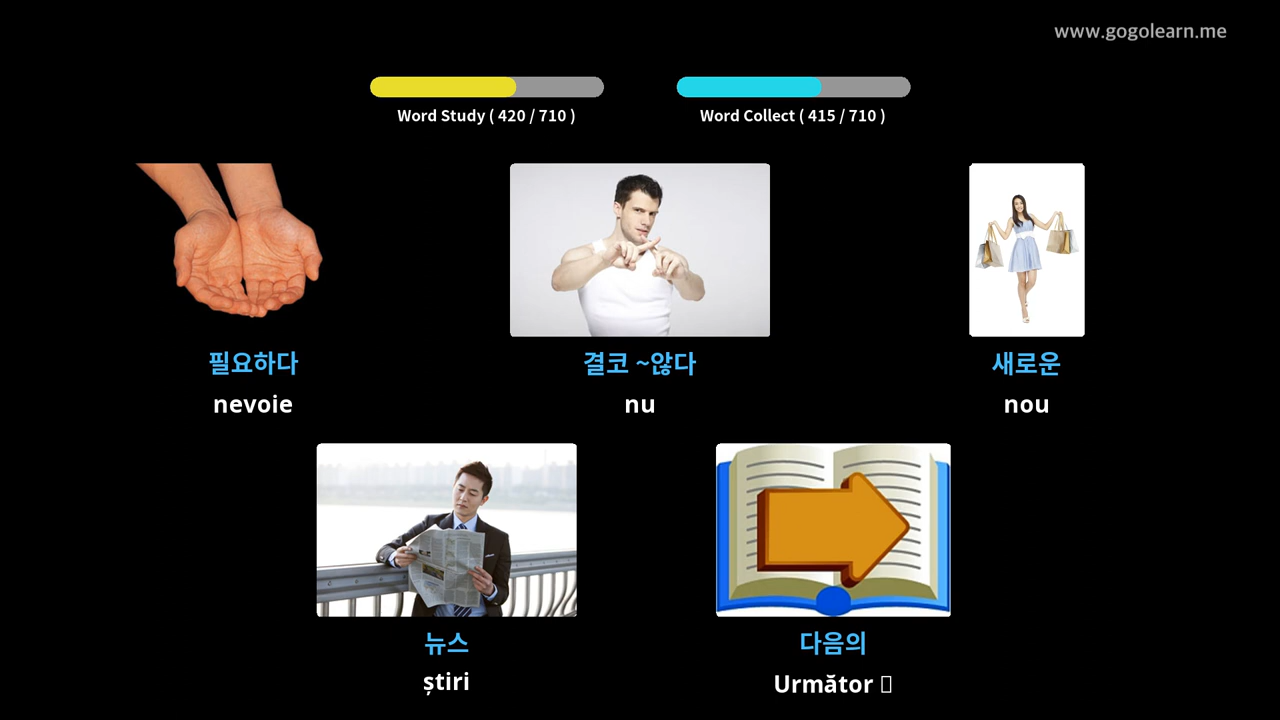 www.gogolearn.me
Word Study ( 420 / 710 )
Word Collect ( 415 / 710 )
필요하다
nevoie
결코 ~않다
nu
새로운
nou
뉴스
știri
다음의
Următor